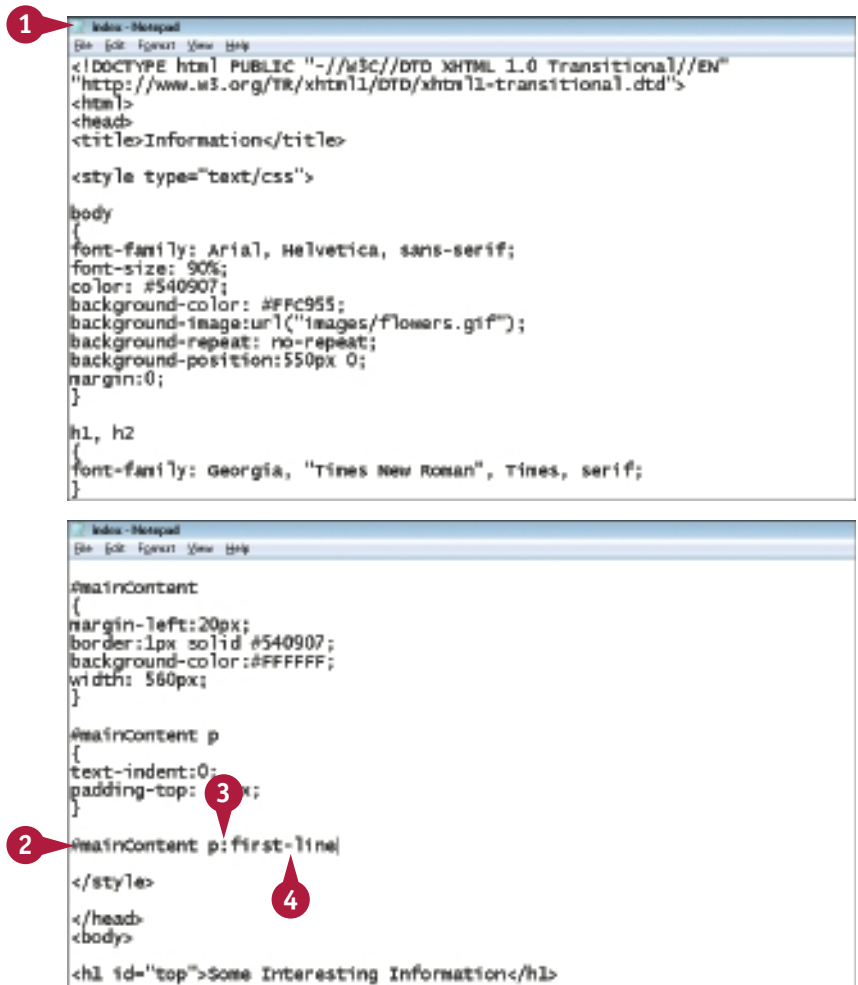 1
Index - Notepad
File Edit Format View Help
<!DOCTYPE html PUBLIC "-//W3C//DTD XHTML 1.0 Transitional//EN"
"http://www.w3.org/TR/xhtml1/DTD/xhtml1-transitional.dtd">
<html>
<head>
<title>Information</title>
<style type="text/css">
body
{
font-family: Arial, Helvetica, sans-serif;
font-size: 90%;
color: #540907;
background-color: #FFC955;
background-image:url("images/flowers.gif");
background-repeat: no-repeat;
background-position:550px 0;
margin:0;
}
h1, h2
{
font-family: Georgia, "Times New Roman", Times, serif;
}
Index - Notepad
File Edit Format View Help
#mainContent
{
margin-left:20px;
border:1px solid #540907;
background-color:#FFFFFF;
width: 560px;
}
#mainContent p
{
text-indent:0;
padding-top: x;
3
}
2
#mainContent p:first-line
</style>
4
</head>
<body>
<h1 id="top">Some Interesting Information</h1>